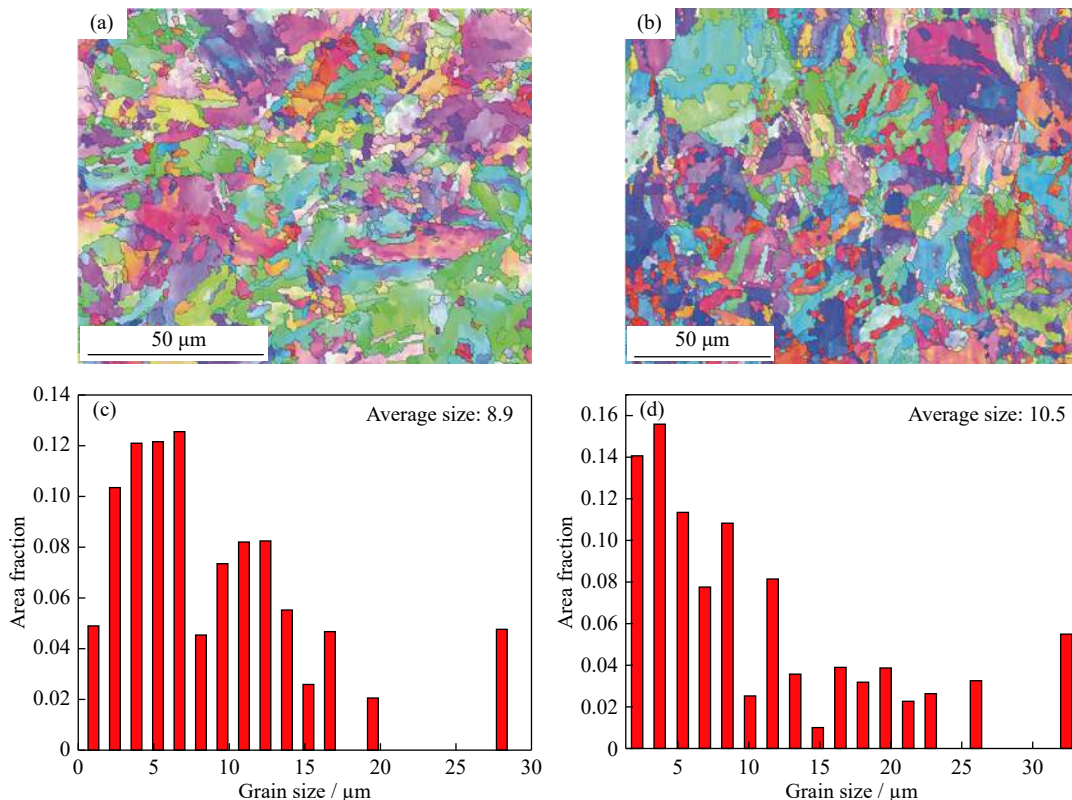 (a)
(b)
50 μm
50 μm
(c)
Average size: 8.9
0.14
0.12
0.10
0.08
0.06
0.04
0.02
0
Area fraction
0 5 10 15 20 25 30
Grain size / μm
(d)
Average size: 10.5
0.16
0.14
0.12
0.10
0.08
0.06
0.04
0.02
0
Area fraction
5 10 15 20 25 30
Grain size / μm